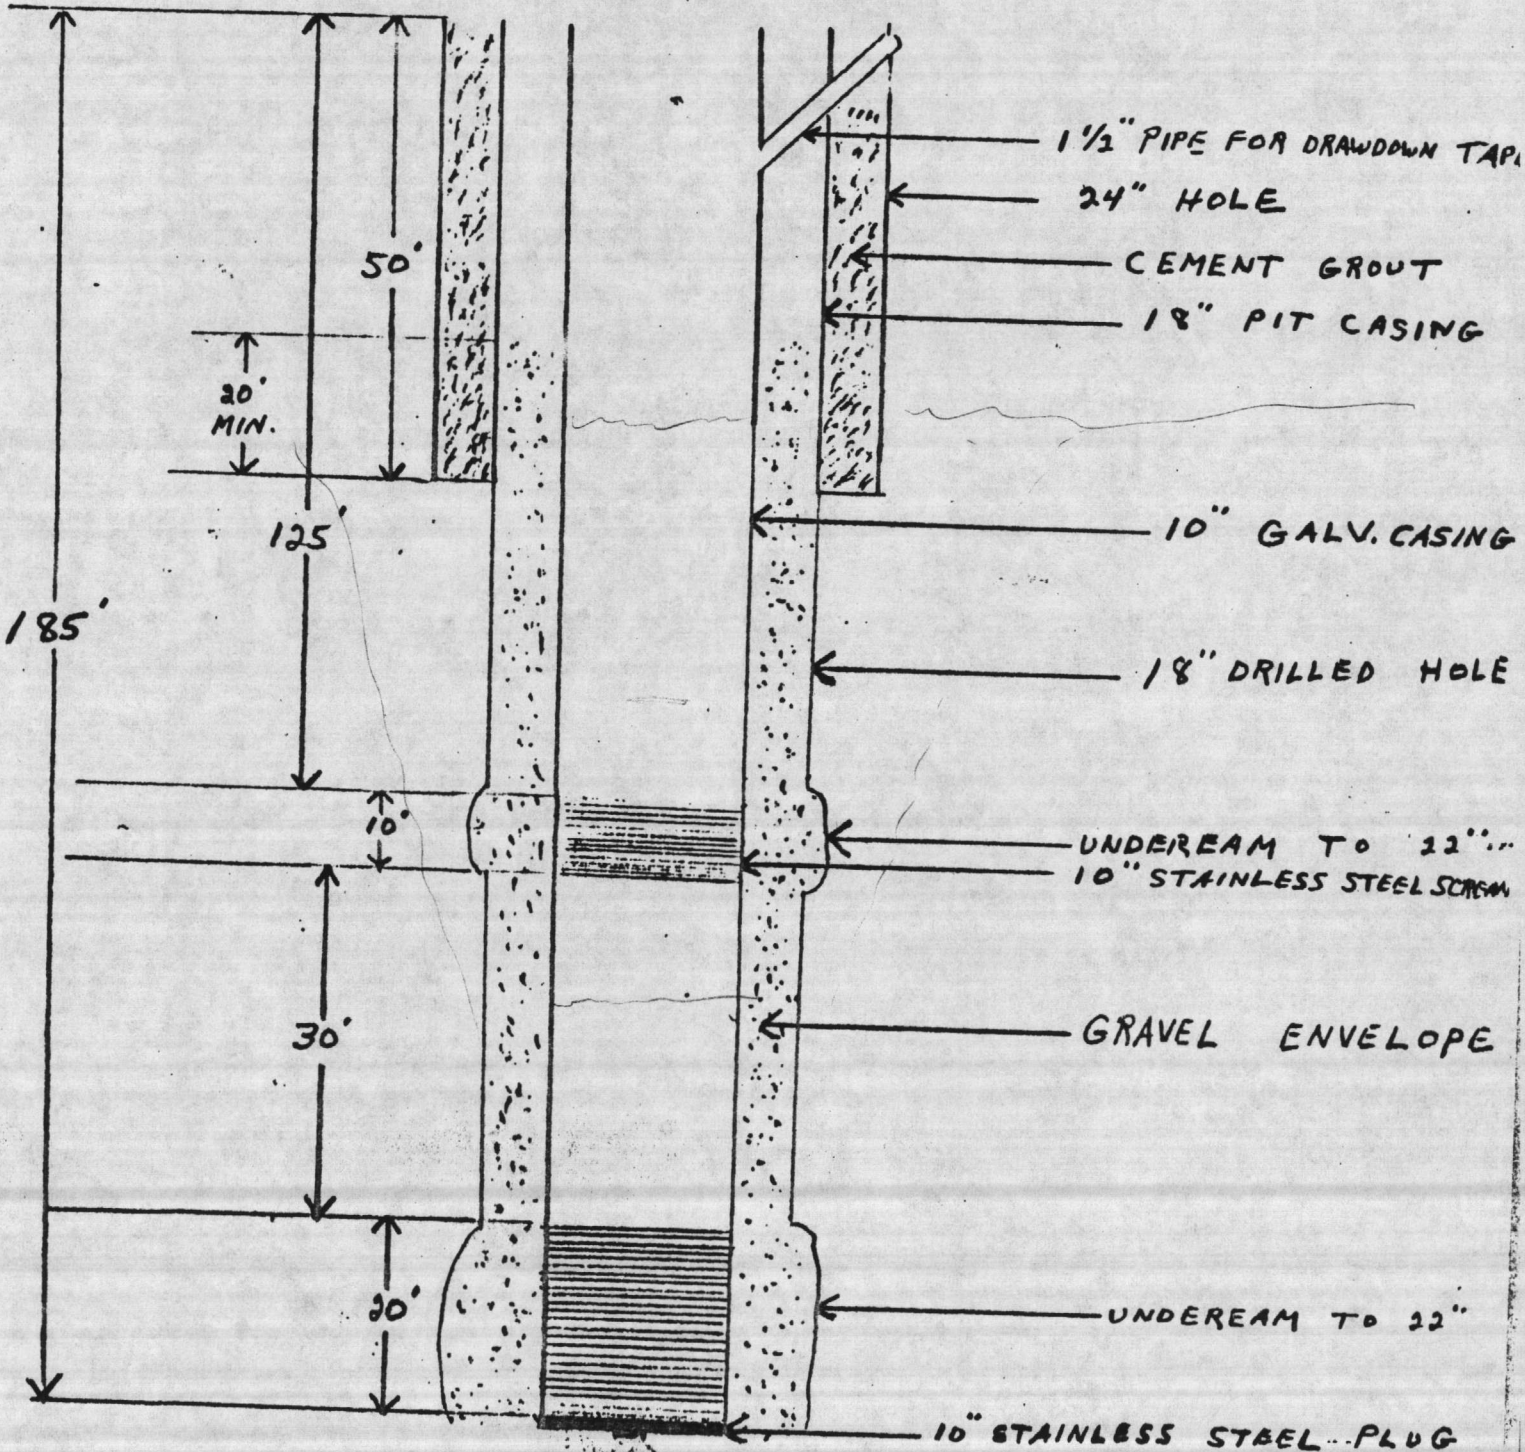 1 1/2" PIPE FOR DRAWDOWN TAP
24" HOLE
CEMENT GROUT
18" PIT CASING
50'
20'
MIN.
125'
10" GALV. CASING
185'
18" DRILLED HOLE
10'
UNDEREAM TO 22"
10" STAINLESS STEEL SCREEN
30'
GRAVEL ENVELOPE
20'
UNDEREAM TO 22"
10" STAINLESS STEEL PLUG